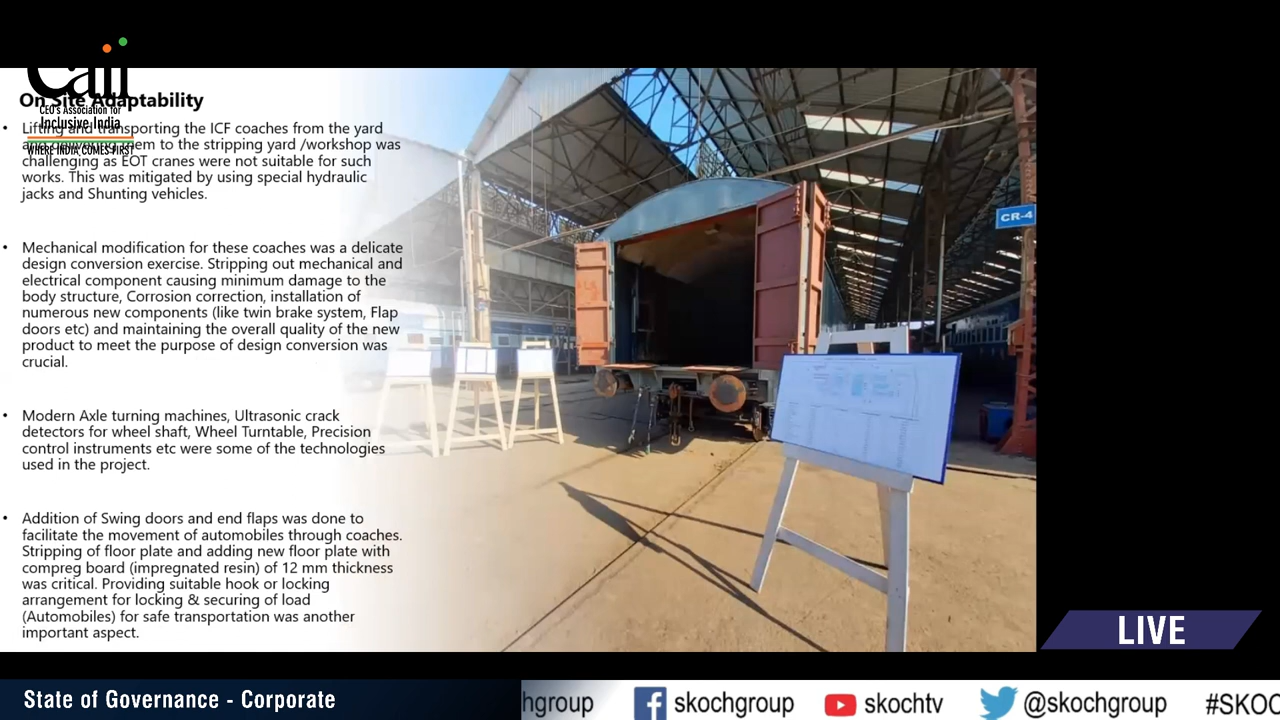 Cali
On Site Adaptability
CEO's Association for
Inclusive India
WHERE INDIA COMES FIRST
• Lifting and transporting the ICF coaches from the yard
and delivering them to the stripping yard /workshop was
challenging as EOT cranes were not suitable for such
works. This was mitigated by using special hydraulic
jacks and Shunting vehicles.
• Mechanical modification for these coaches was a delicate
design conversion exercise. Stripping out mechanical and
electrical component causing minimum damage to the
body structure, Corrosion correction, installation of
numerous new components (like twin brake system, Flap
doors etc) and maintaining the overall quality of the new
product to meet the purpose of design conversion was
crucial.
• Modern Axle turning machines, Ultrasonic crack
detectors for wheel shaft, Wheel Turntable, Precision
control instruments etc were some of the technologies
used in the project.
• Addition of Swing doors and end flaps was done to
facilitate the movement of automobiles through coaches.
Stripping of floor plate and adding new floor plate with
compreg board (impregnated resin) of 12 mm thickness
was critical. Providing suitable hook or locking
arrangement for locking & securing of load
(Automobiles) for safe transportation was another
important aspect.
CR-4
LIVE
State of Governance - Corporate
hgroup skochgroup skochtv @skochgroup #SKOC